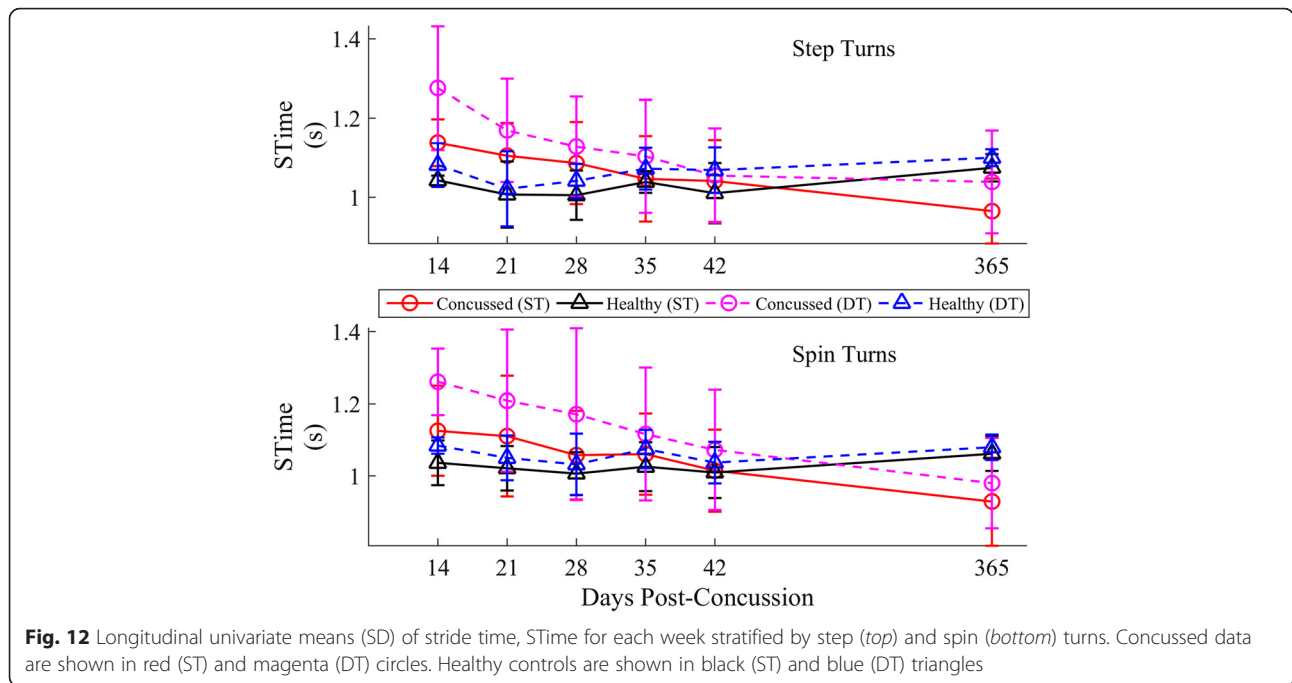 Step Turns
1.4
1.2
1
STime
(s)
14 21 28 35 42 365
Concussed (ST) Healthy (ST) Concussed (DT) Healthy (DT)
Spin Turns
1.4
1.2
1
STime
(s)
14 21 28 35 42 365
Days Post-Concussion
Fig. 12 Longitudinal univariate means (SD) of stride time, STime for each week stratified by step (top) and spin (bottom) turns. Concussed data
are shown in red (ST) and magenta (DT) circles. Healthy controls are shown in black (ST) and blue (DT) triangles